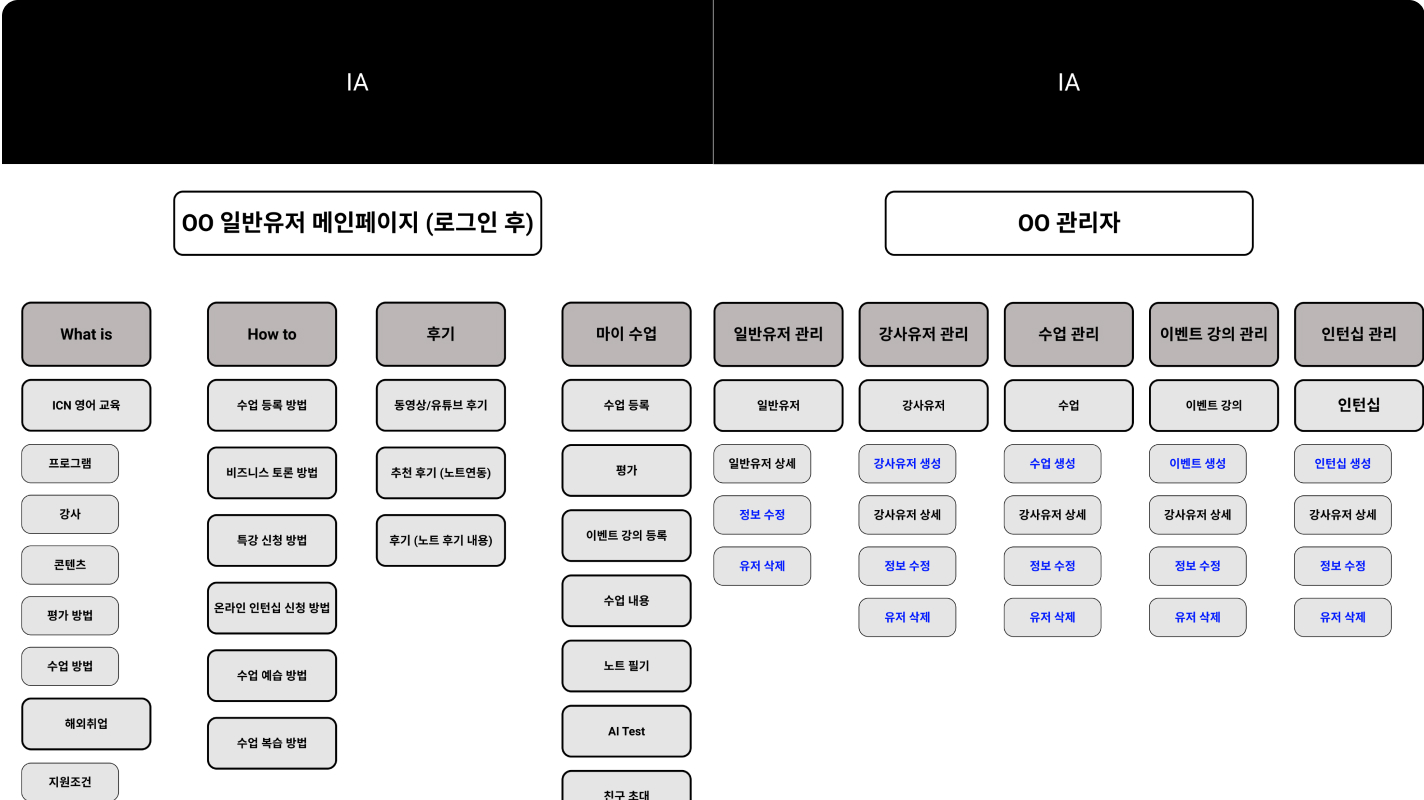 IA
OO 일반유저 메인페이지 (로그인 후)
What is
ICN 영어 교육
프로그램
강사
콘텐츠
평가 방법
수업 방법
해외취업
지원조건
How to
수업 등록 방법
비즈니스 토론 방법
특강 신청 방법
온라인 인턴십 신청 방법
수업 예습 방법
수업 복습 방법
후기
동영상/유튜브 후기
추천 후기 (노트연동)
후기 (노트 후기 내용)
마이 수업
수업 등록
평가
이벤트 강의 등록
수업 내용
노트 필기
AI Test
친구 초대
IA
OO 관리자
일반유저 관리
일반유저
일반유저 상세
정보 수정
유저 삭제
강사유저 관리
강사유저
강사유저 생성
강사유저 상세
정보 수정
유저 삭제
수업 관리
수업
수업 생성
강사유저 상세
정보 수정
유저 삭제
이벤트 강의 관리
이벤트 강의
이벤트 생성
강사유저 상세
정보 수정
유저 삭제
인턴십 관리
인턴십
인턴십 생성
강사유저 상세
정보 수정
유저 삭제